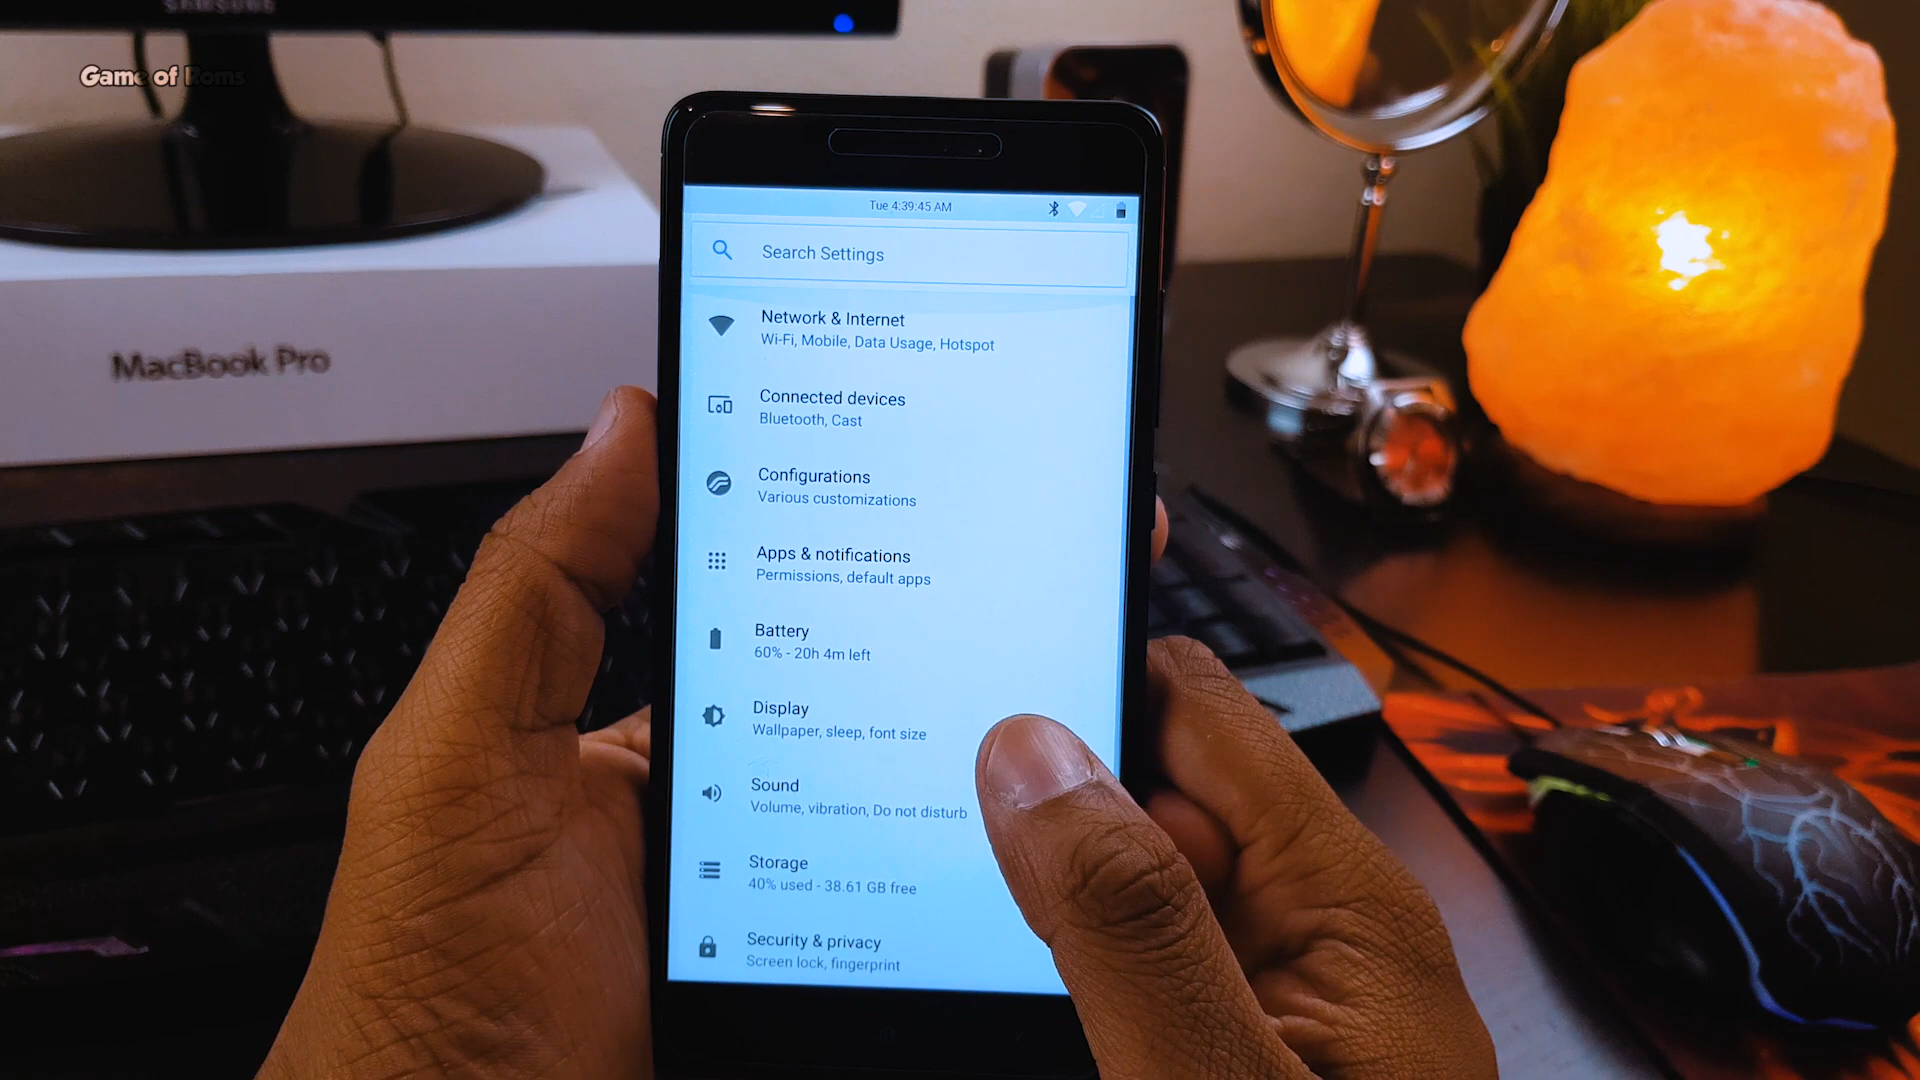 SAMSUNG
Game of Roms
MacBook Pro
Tue 4:39:45 AM
Search Settings
Network & Internet
Wi-Fi, Mobile, Data Usage, Hotspot
Connected devices
Bluetooth, Cast
Configurations
Various customizations
Apps & notifications
Permissions, default apps
Battery
60% - 20h 4m left
Display
Wallpaper, sleep, font size
Sound
Volume, vibration, Do not disturb
Storage
40% used - 38.61 GB free
Security & privacy
Screen lock, fingerprint